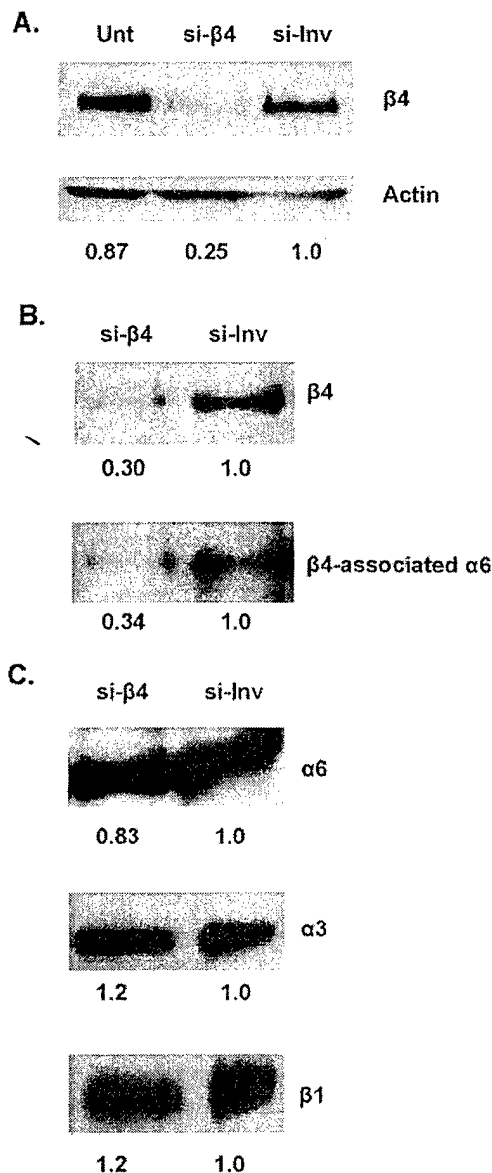 A.
Unt si-β4 si-Inv
β4
Actin
0.87 0.25 1.0
B.
si-β4 si-Inv
β4
0.30 1.0
β4-associated α6
0.34 1.0
C.
si-β4 si-Inv
α6
0.83 1.0
α3
1.2 1.0
β1
1.2 1.0